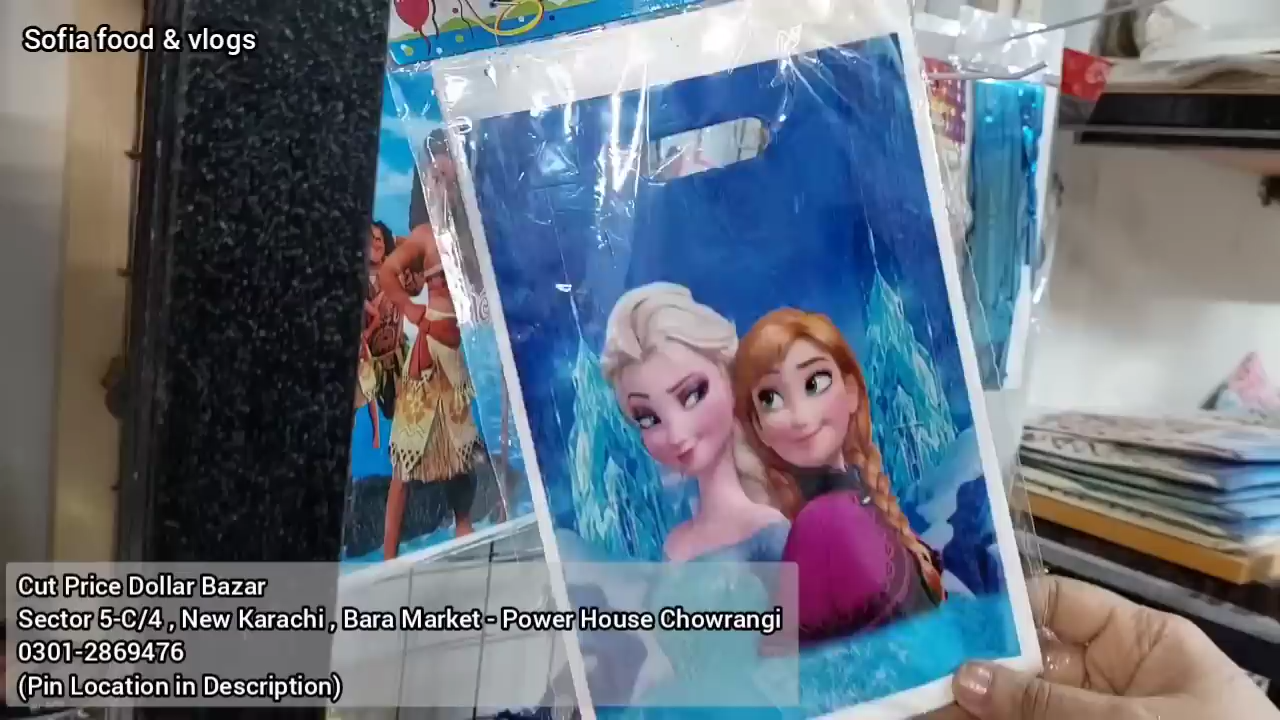 Sofia food & vlogs
Cut Price Dollar Bazar
Sector 5-C/4 , New Karachi , Bara Market - Power House Chowrangi
0301-2869476
(Pin Location in Description)